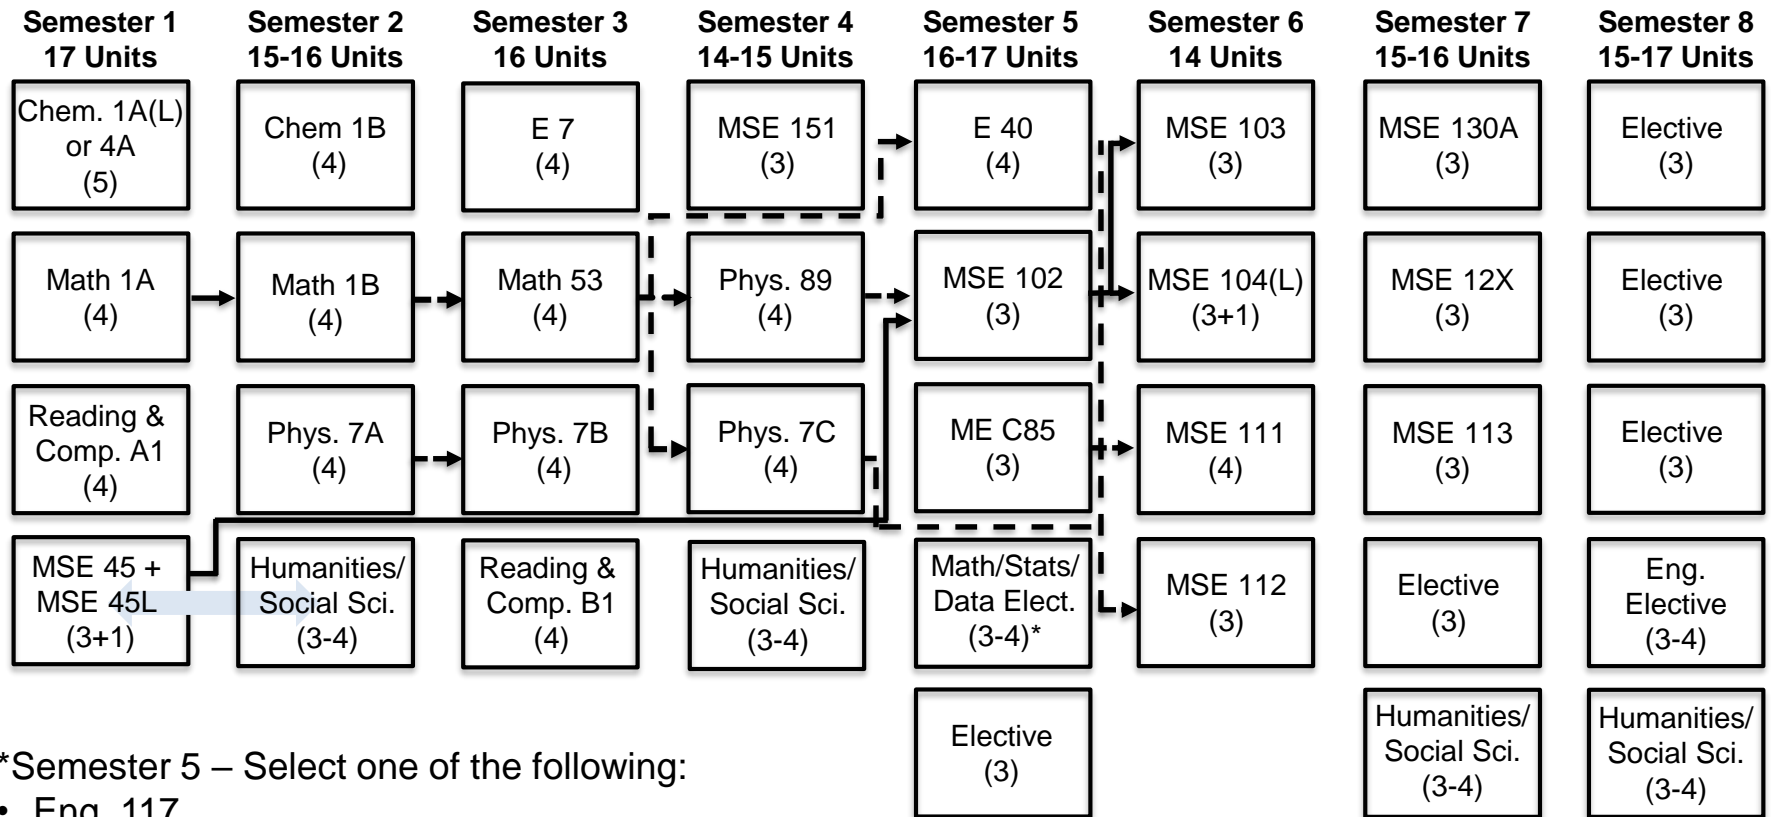 Semester 1
17 Units
Semester 2
15-16 Units
Semester 3
16 Units
Semester 4
14-15 Units
Semester 5
16-17 Units
Semester 6
14 Units
Semester 7
15-16 Units
Semester 8
15-17 Units
Chem. 1A(L)
or 4A
(5)
Chem 1B
(4)
E 7
(4)
MSE 151
(3)
E 40
(4)
MSE 103
(3)
MSE 130A
(3)
Elective
(3)
Math 1A
(4)
Math 1B
(4)
Math 53
(4)
Phys. 89
(4)
MSE 102
(3)
MSE 104(L)
(3+1)
MSE 12X
(3)
Elective
(3)
Reading &
Comp. A1
(4)
Phys. 7A
(4)
Phys. 7B
(4)
Phys. 7C
(4)
ME C85
(3)
MSE 111
(4)
MSE 113
(3)
Elective
(3)
MSE 45 +
MSE 45L
(3+1)
Humanities/
Social Sci.
(3-4)
Reading &
Comp. B1
(4)
Humanities/
Social Sci.
(3-4)
Math/Stats/
Data Elect.
(3-4)*
MSE 112
(3)
Elective
(3)
Eng.
Elective
(3-4)
Elective
(3)
Humanities/
Social Sci.
(3-4)
Humanities/
Social Sci.
(3-4)
*Semester 5 – Select one of the following:
• Eng. 117